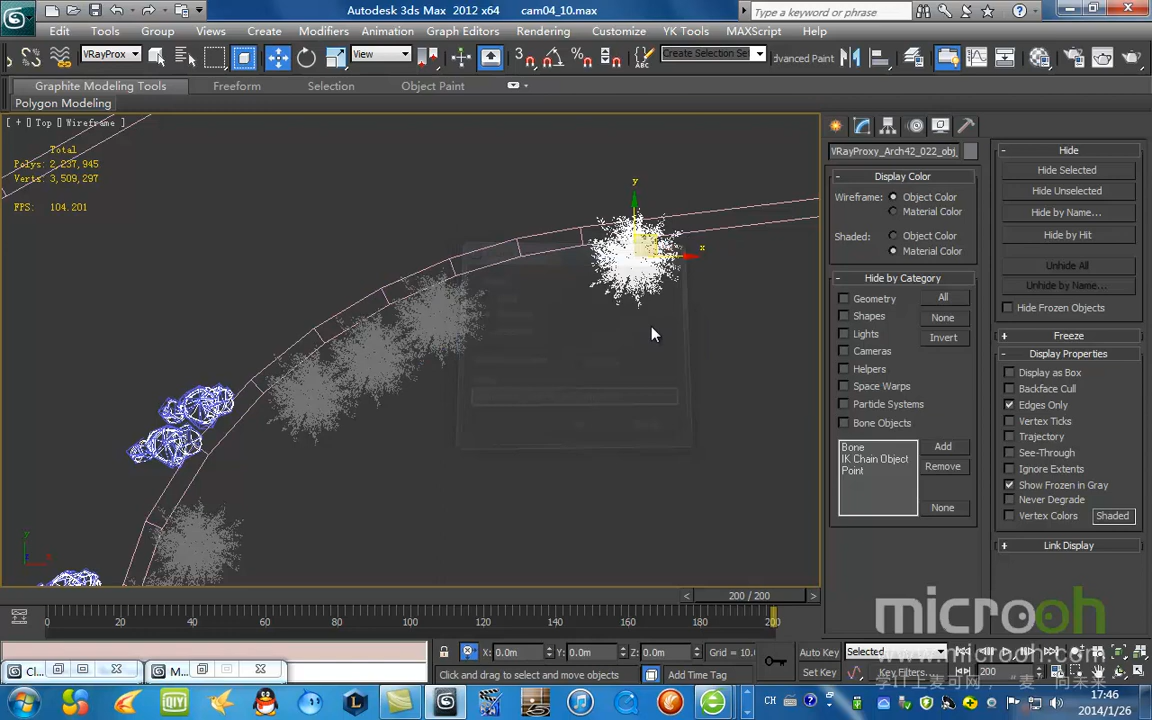 Autodesk 3ds Max 2012 x64 cam04_10.max
Type a keyword or phrase
Edit Tools Group Views Create Modifiers Animation Graph Editors Rendering Customize YK Tools MAXScript Help
VRayProx View Create Selection Se dvanced Paint
Graphite Modeling Tools Freeform Selection Object Paint
Polygon Modeling
[ + ] Top [] Wireframe ]
Total
Polys: 2,237,945
Verts: 3,509,297
FPS: 104.201
y
x
VRayProxy_Arch42_022_obj_
Display Color
Wireframe: Object Color
Material Color
Shaded: Object Color
Material Color
Hide by Category
Geometry All
Shapes None
Lights Invert
Cameras
Helpers
Space Warps
Particle Systems
Bone Objects
Bone
IK Chain Object
Point
Add
Remove
None
Hide
Hide Selected
Hide Unselected
Hide by Name...
Hide by Hit
Unhide All
Unhide by Name...
Hide Frozen Objects
Freeze
Display Properties
Display as Box
Backface Cull
Edges Only
Vertex Ticks
Trajectory
See-Through
Ignore Extents
Show Frozen in Gray
Never Degrade
Vertex Colors Shaded
Link Display
200 / 200
0 20 40 60 80 100 120 140 160 180 200
X: 0.0m Y: 0.0m Z: 0.0m Grid = 10.0
Auto Key Selected
Click and drag to select and move objects
Add Time Tag
Set Key Key Filters... 200
Cl... M...
microoh
CH
17:46
2014/1/26